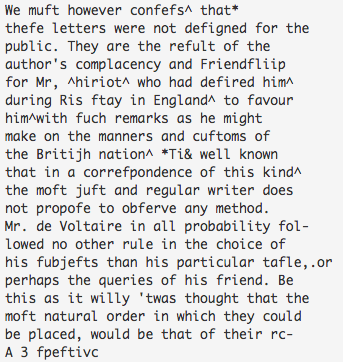 We muft however confefs^ that*
thefe letters were not defigned for the
public. They are the refult of the
author's complacency and Friendfliip
for Mr, ^hiriot^ who had defired him^
during Ris ftay in England^ to favour
him^with fuch remarks as he might
make on the manners and cuftoms of
the Britijh nation^ *Ti& well known
that in a correfpondence of this kind^
the moft juft and regular writer does
not propofe to obferve any method.
Mr. de Voltaire in all probability fol-
lowed no other rule in the choice of
his fubjefts than his particular tafle,.or
perhaps the queries of his friend. Be
this as it willy 'twas thought that the
moft natural order in which they could
be placed, would be that of their rc-
A 3 fpeftivc